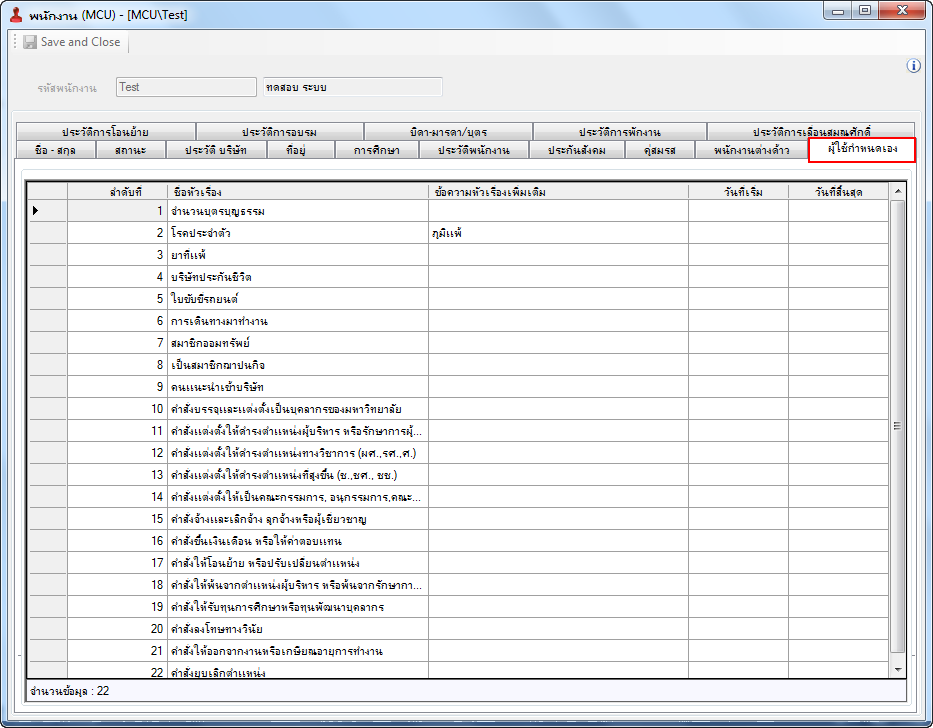 พนักงาน (MCU) - [MCU\Test]
Save and Close
รหัสพนักงาน Test ทดสอบ ระบบ
ประวัติการโอนย้าย ประวัติการอบรม บิดา-มารดา/บุตร ประวัติการพักงาน ประวัติการเลื่อนสมณศักดิ์
ชื่อ - สกุล สถานะ ประวัติ บริษัท ที่อยู่ การศึกษา ประวัติพนักงาน ประกันสังคม คู่สมรส พนักงานต่างด้าว ผู้ใช้กำหนดเอง
ลำดับที่ ชื่อหัวเรื่อง ข้อความหัวเรื่องเพิ่มเติม วันที่เริ่ม วันที่สิ้นสุด
1 จำนวนบุตรบุญธรรม
2 โรคประจำตัว ภูมิแพ้
3 ยาที่แพ้
4 บริษัทประกันชีวิต
5 ใบขับขี่รถยนต์
6 การเดินทางมาทำงาน
7 สมาชิกออมทรัพย์
8 เป็นสมาชิกฌาปนกิจ
9 คนแนะนำเข้าบริษัท
10 คำสั่งบรรจุและแต่งตั้งเป็นบุคลากรของมหาวิทยาลัย
11 คำสั่งแต่งตั้งให้ดำรงตำแหน่งผู้บริหาร หรือรักษาการผู้...
12 คำสั่งแต่งตั้งให้ดำรงตำแหน่งทางวิชาการ (ผศ.,รศ.,ศ.)
13 คำสั่งแต่งตั้งให้ดำรงตำแหน่งที่สูงขึ้น (ช.,ชศ., ชช.)
14 คำสั่งแต่งตั้งให้เป็นคณะกรรมการ, อนุกรรมการ,คณะ...
15 คำสั่งจ้างและเลิกจ้าง ลูกจ้างหรือผู้เชี่ยวชาญ
16 คำสั่งขึ้นเงินเดือน หรือให้ค่าตอบแทน
17 คำสั่งให้โอนย้าย หรือปรับเปลี่ยนตำแหน่ง
18 คำสั่งให้พ้นจากตำแหน่งผู้บริหาร หรือพ้นจากรักษากา...
19 คำสั่งให้รับทุนการศึกษาหรือทุนพัฒนาบุคลากร
20 คำสั่งลงโทษทางวินัย
21 คำสั่งให้ออกจากงานหรือเกษียณอายุการทำงาน
22 คำสั่งยุบเลิกตำแหน่ง
จำนวนข้อมูล : 22